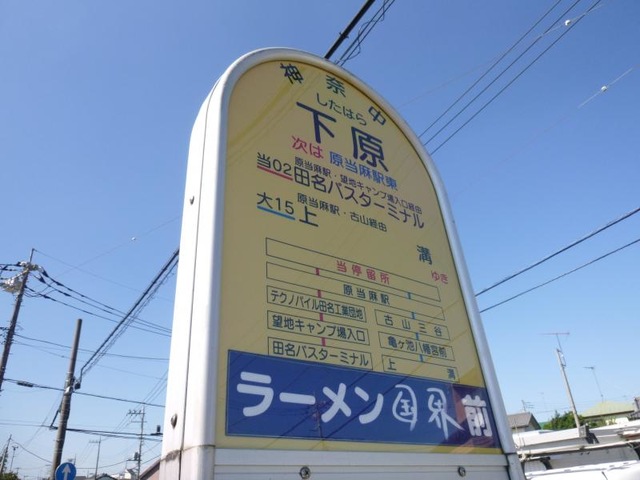 神奈中
したはら
下原
次は 原当麻駅東
当02 原当麻駅・望地キャンプ場入口経由
田名バスターミナル
大15 原当麻駅・古山経由
上溝
ゆき
当停留所
原当麻駅
テクノパイル田名工業団地
古山三谷
望地キャンプ場入口
亀ヶ池八幡宮前
田名バスターミナル
上溝
ラーメン国界前